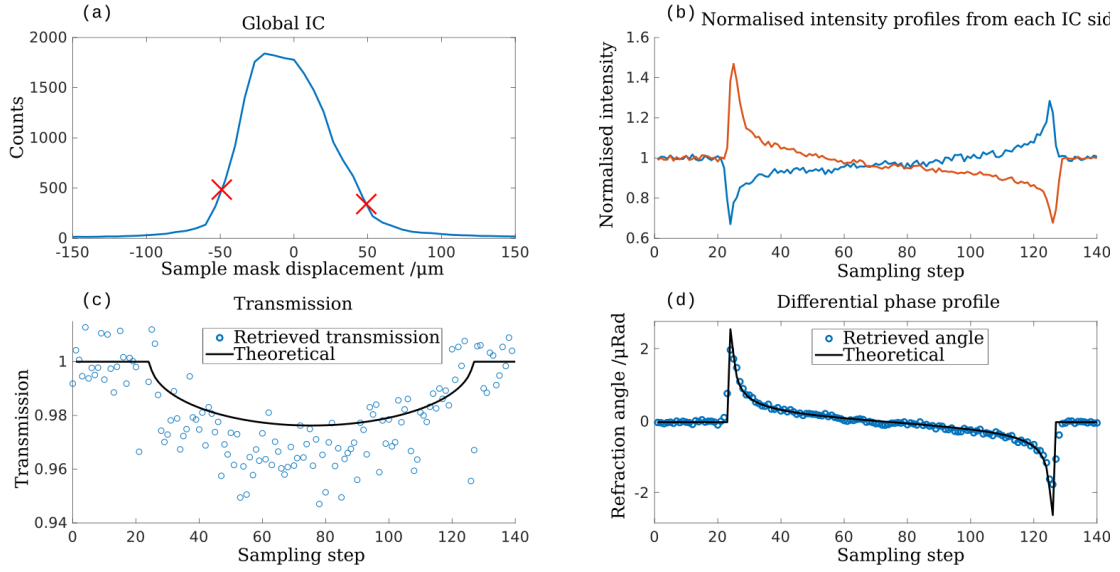 (a)
Global IC
2000
1500
1000
500
0
Counts
-150 -100 -50 0 50 100 150
Sample mask displacement /μm
(b)
Normalised intensity profiles from each IC sid
1.6
1.4
1.2
1
0.8
0.6
Normalised intensity
0 20 40 60 80 100 120 140
Sampling step
(c)
Transmission
Retrieved transmission
Theoretical
1
0.98
0.96
0.94
Transmission
0 20 40 60 80 100 120 140
Sampling step
(d)
Differential phase profile
Retrieved angle
Theoretical
2
0
-2
Refraction angle /μRad
0 20 40 60 80 100 120 140
Sampling step